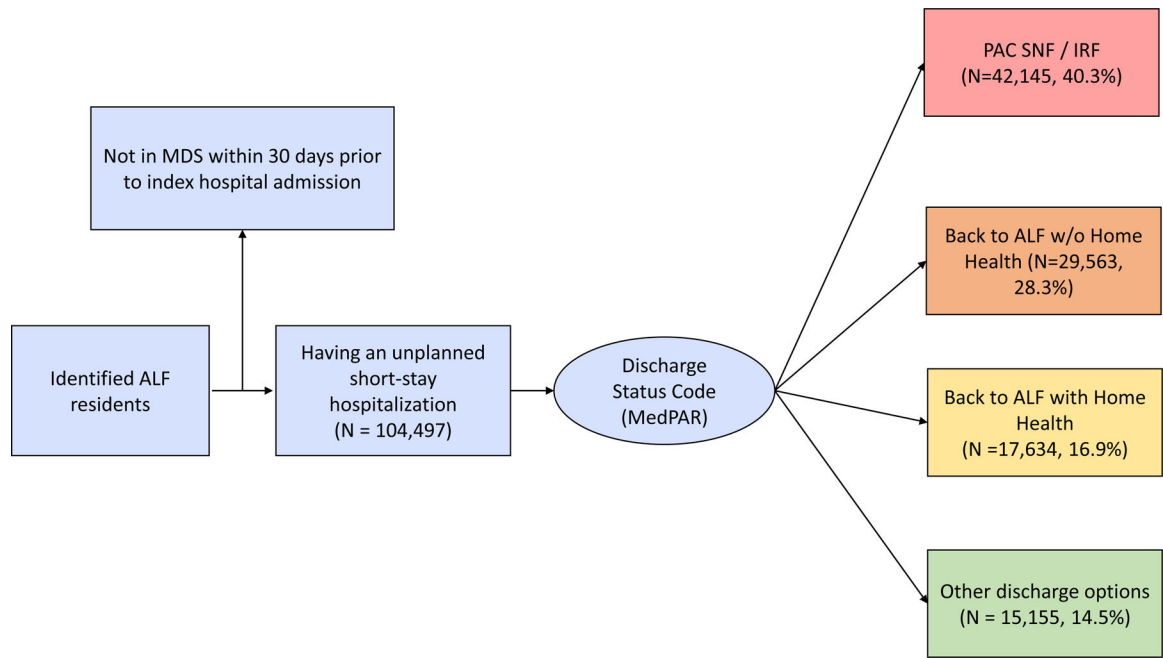 PAC SNF / IRF
(N=42,145, 40.3%)
Not in MDS within 30 days prior
to index hospital admission
Back to ALF w/o Home
Health (N=29,563,
28.3%)
Identified ALF
residents
Having an unplanned
short-stay
hospitalization
(N = 104,497)
Discharge
Status Code
(MedPAR)
Back to ALF with Home
Health
(N =17,634, 16.9%)
Other discharge options
(N = 15,155, 14.5%)